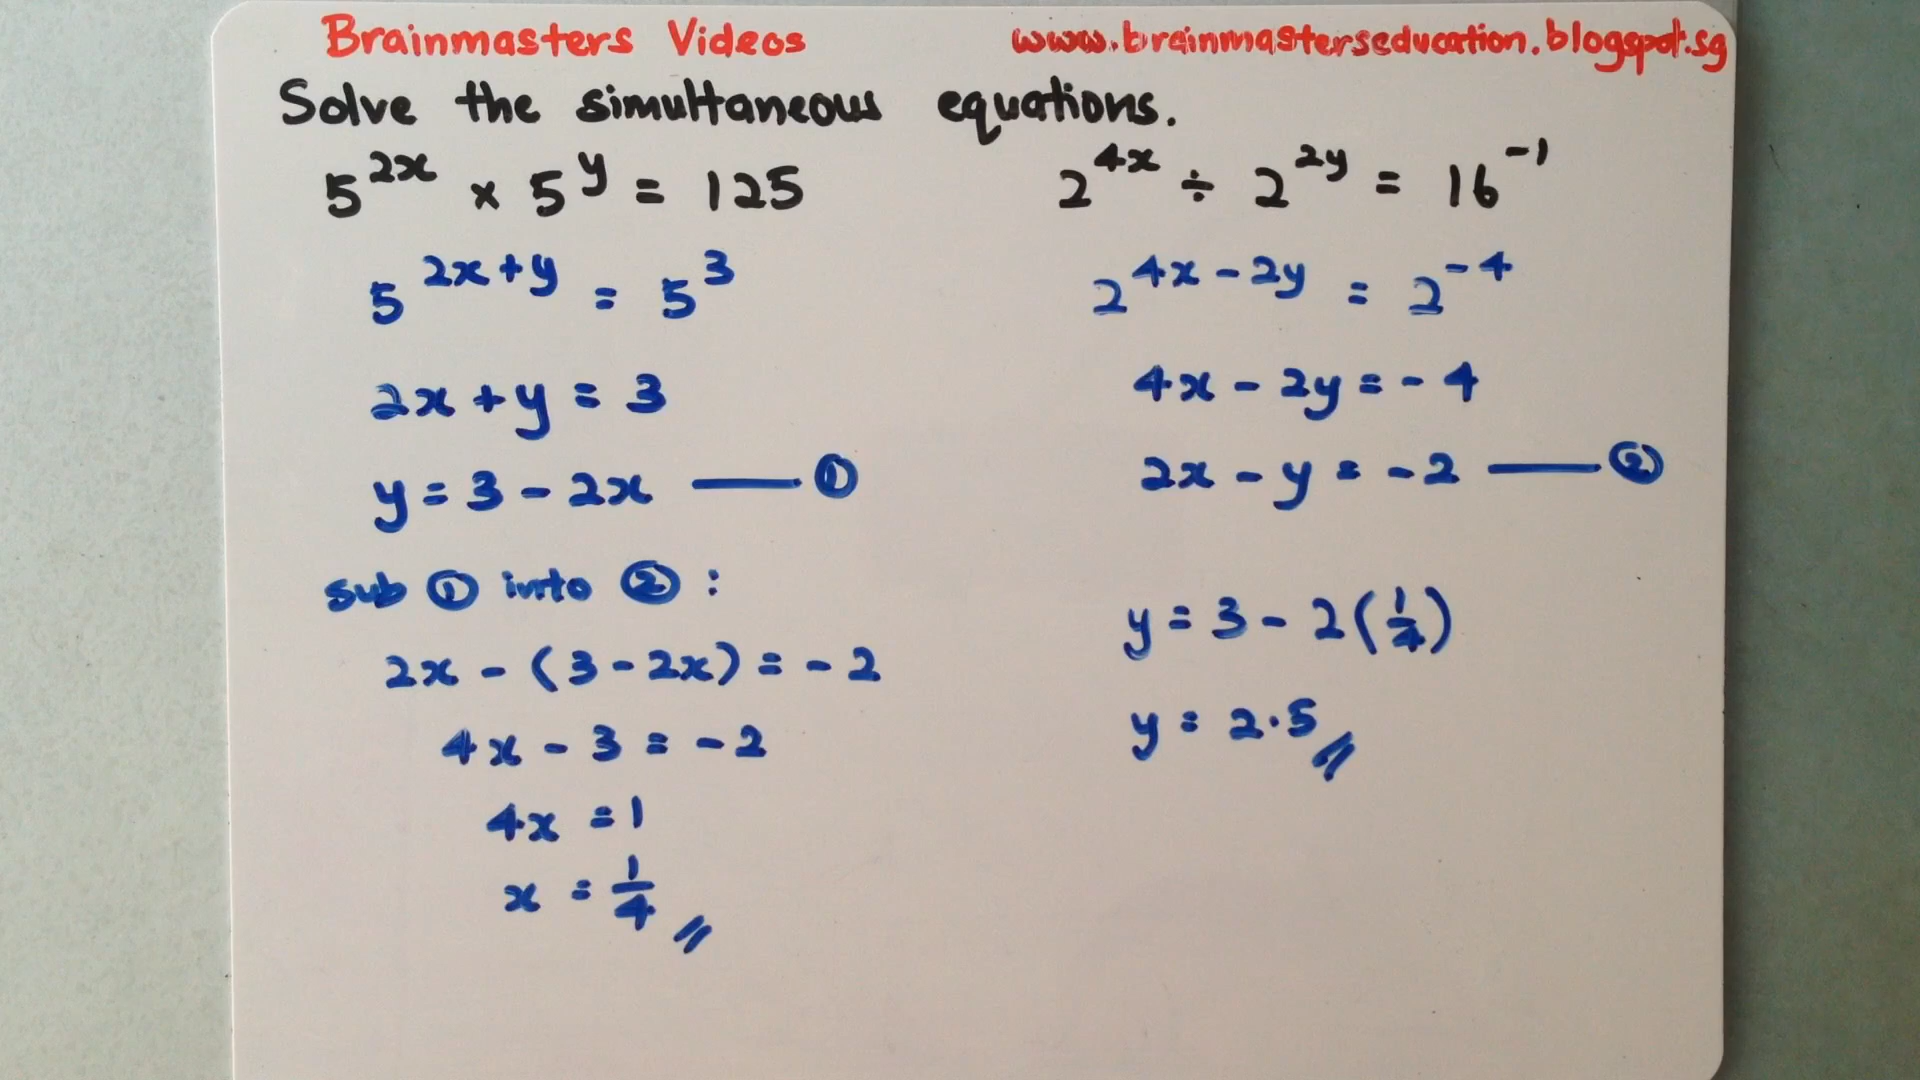 Brainmasters Videos www.brainmasterseducation.blogspot.sg
Solve the simultaneous equations.
5^2x × 5^y = 125
5^2x+y = 5^3
2x + y = 3
y = 3 - 2x —— ①
sub ① into ② :
2x - (3 - 2x) = - 2
4x - 3 = - 2
4x = 1
x = 1/4 //
2^4x ÷ 2^2y = 16^-1
2^4x - 2y = 2^-4
4x - 2y = - 4
2x - y = - 2 —— ②
y = 3 - 2(1/4)
y = 2.5 //